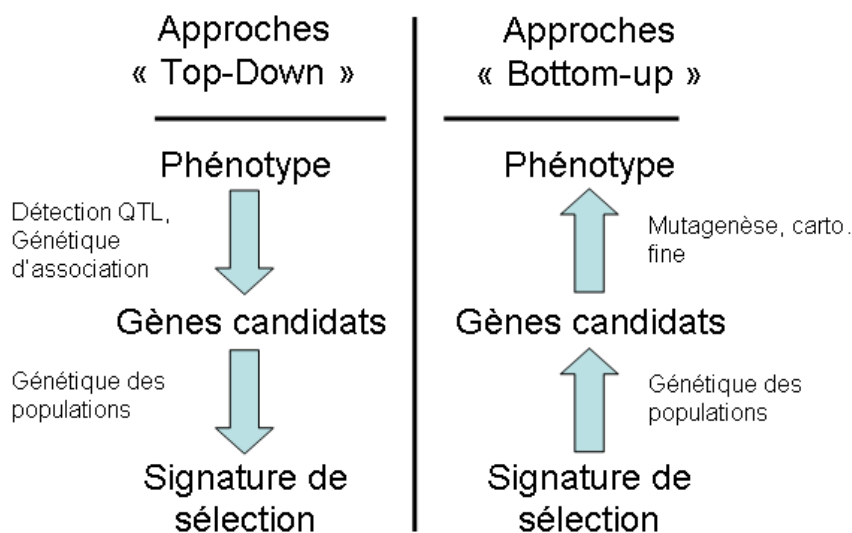 Approches
« Top-Down »
Phénotype
Détection QTL,
Génétique
d'association
Gènes candidats
Génétique des
populations
Signature de
sélection
Approches
« Bottom-up »
Phénotype
Mutagenèse, carto.
fine
Gènes candidats
Génétique des
populations
Signature de
sélection